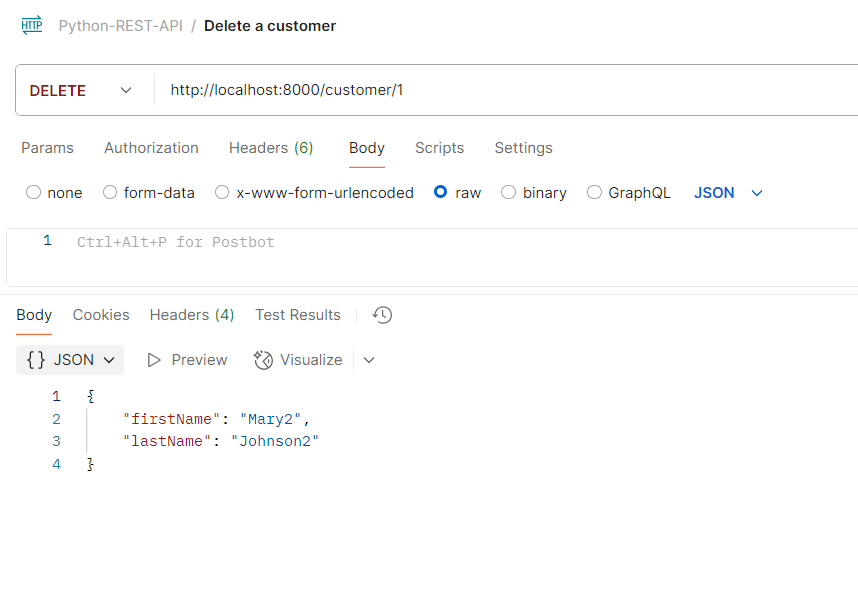 HTTP Python-REST-API / Delete a customer
DELETE http://localhost:8000/customer/1
Params Authorization Headers (6) Body Scripts Settings
none form-data x-www-form-urlencoded raw binary GraphQL JSON
1 Ctrl+Alt+P for Postbot
Body Cookies Headers (4) Test Results
{} JSON Preview Visualize
1 {
2 "firstName": "Mary2",
3 "lastName": "Johnson2"
4 }